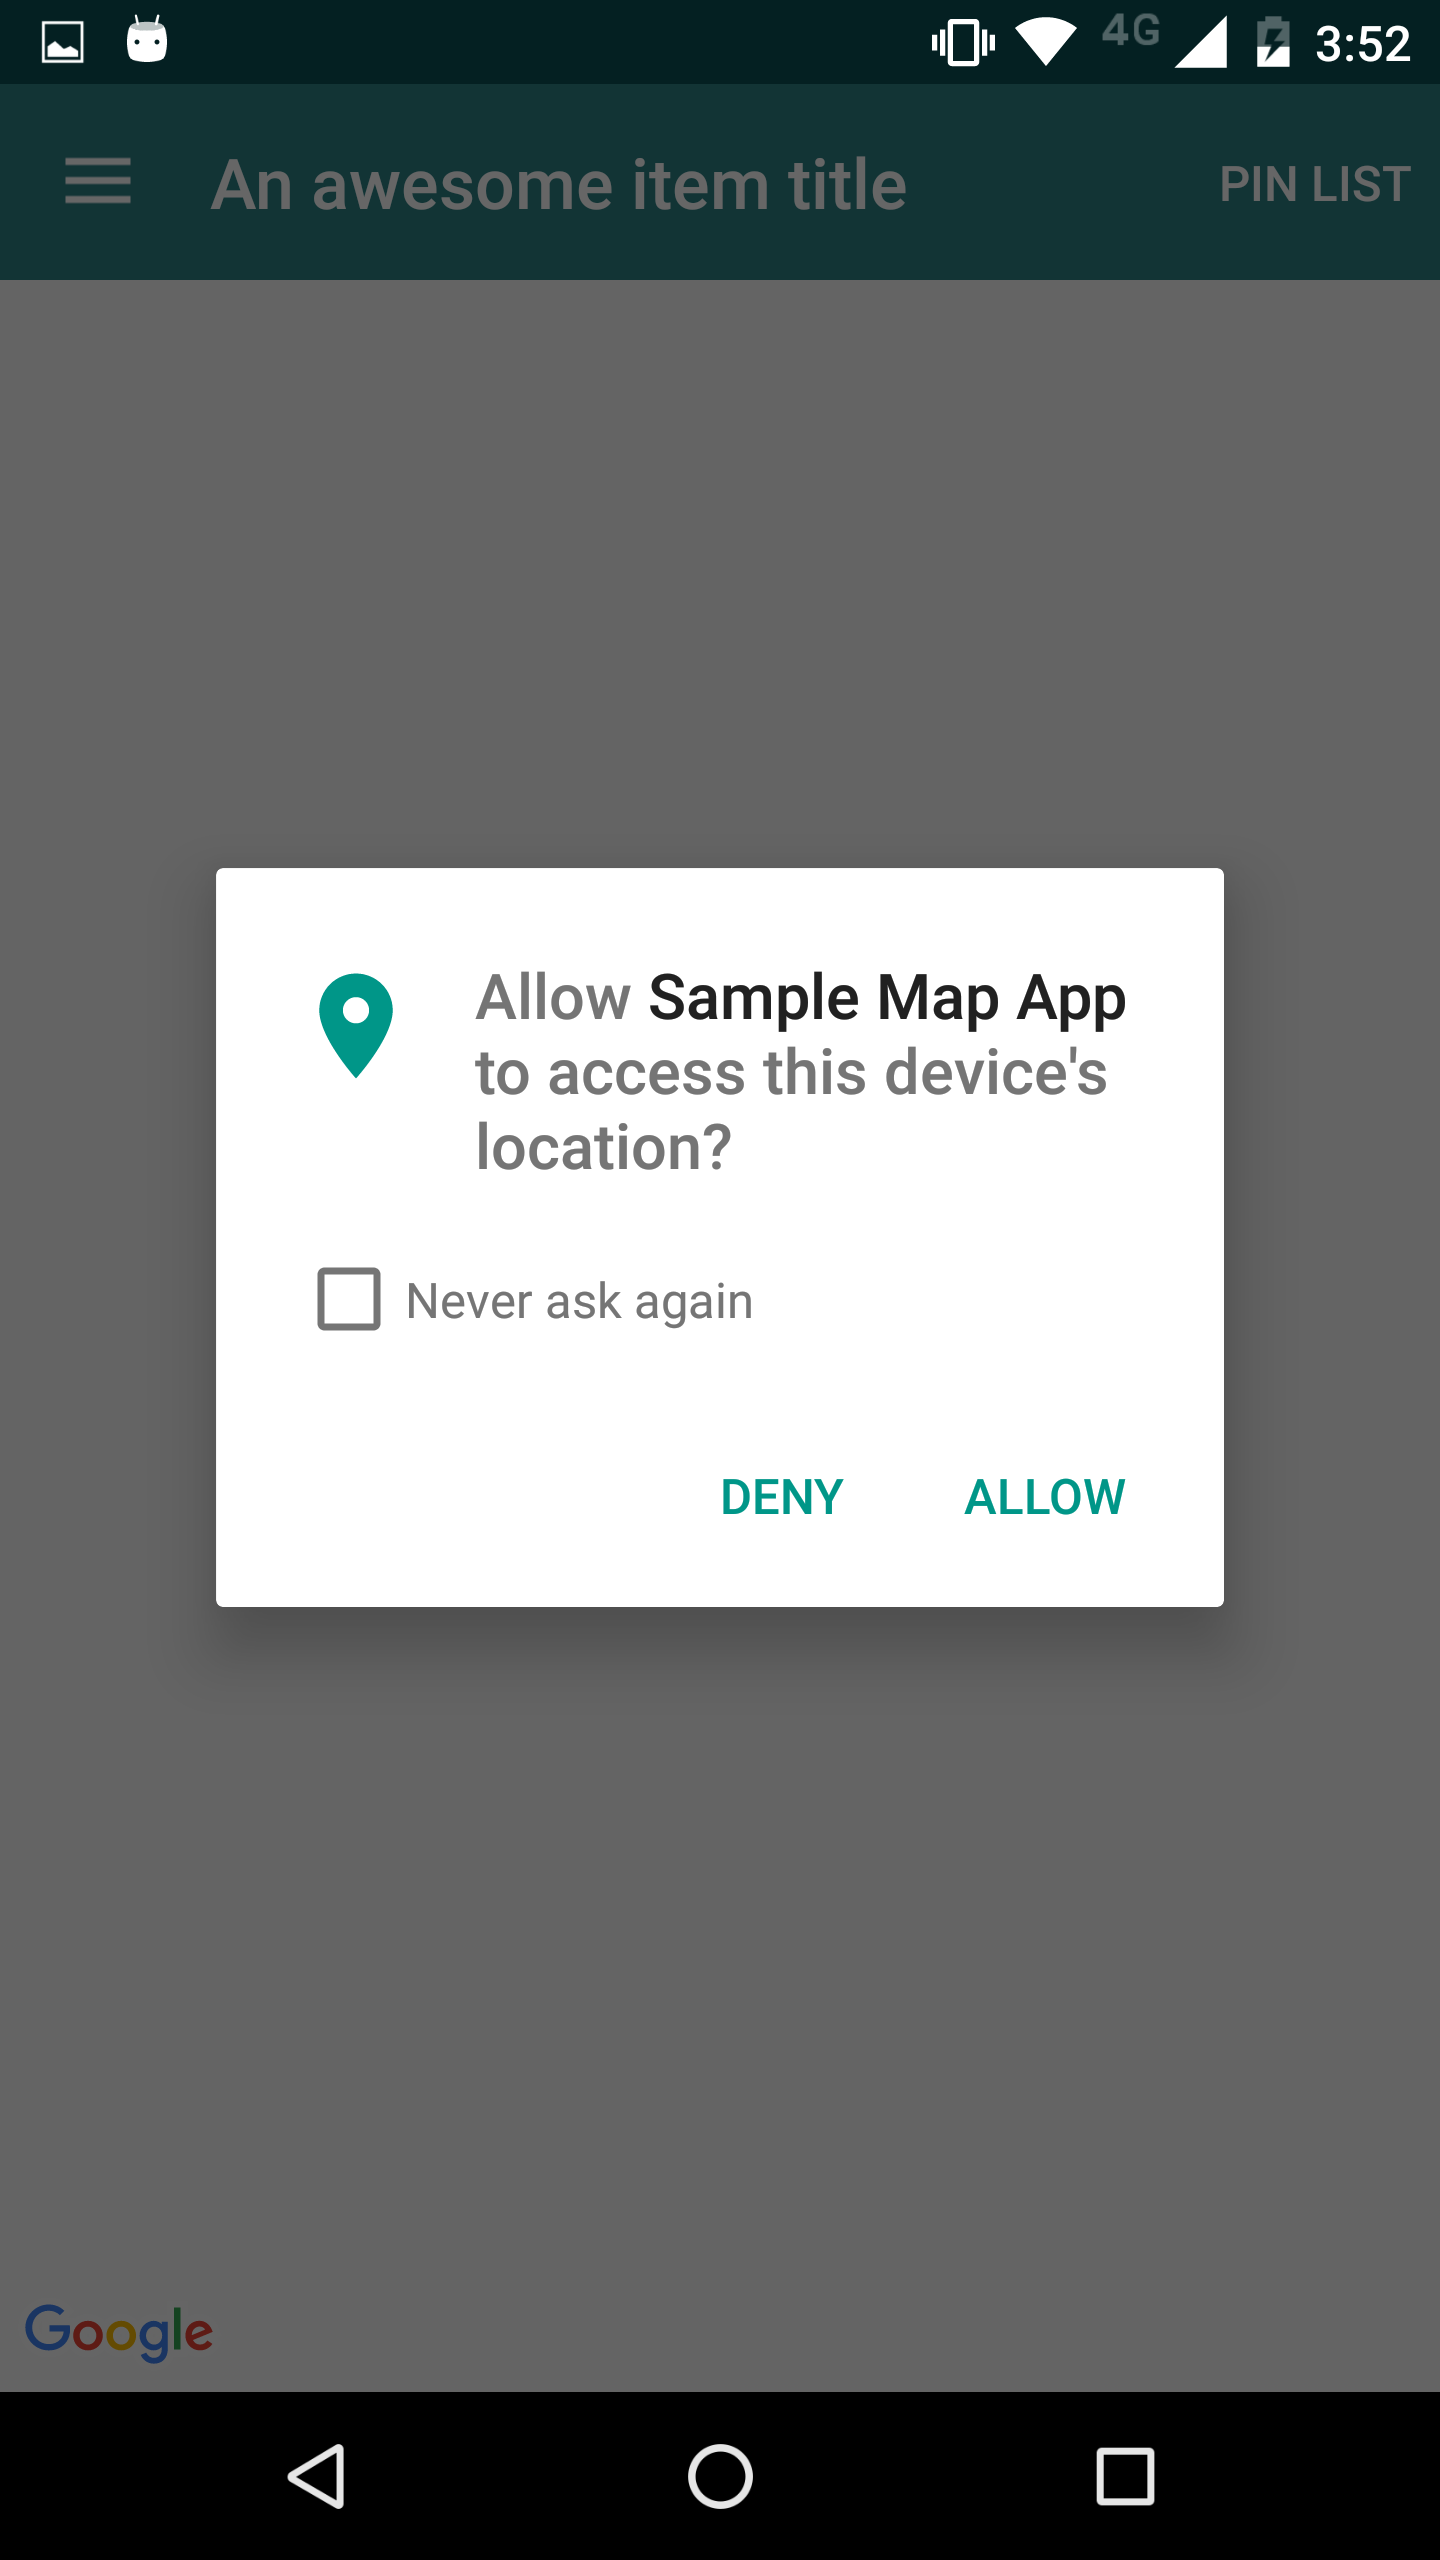 4G 3:52
An awesome item title PIN LIST
Allow Sample Map App
to access this device's
location?
Never ask again
DENY ALLOW
Google